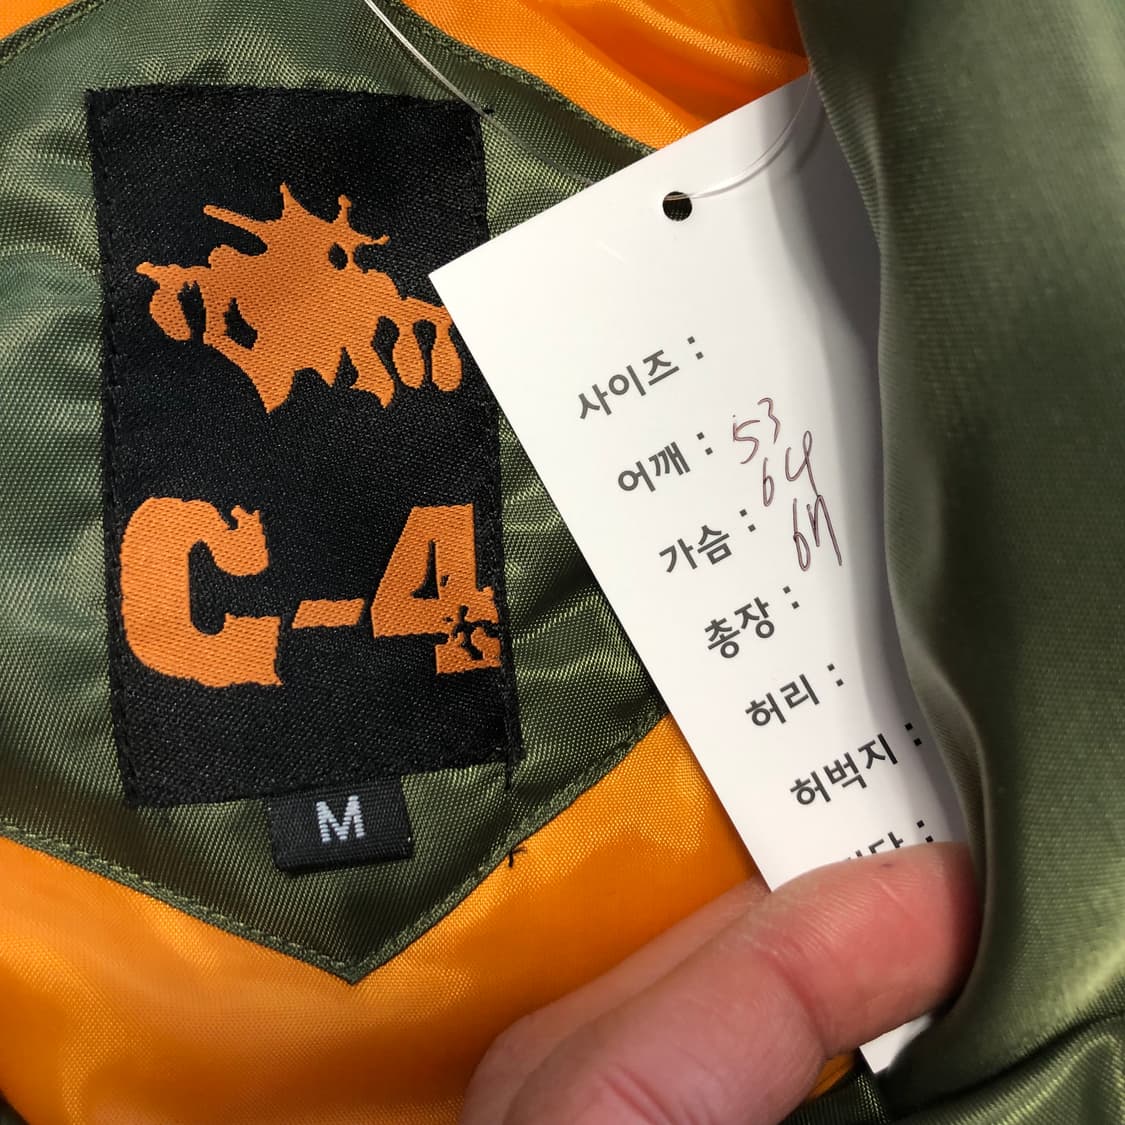 C-4
M
사이즈 :
어깨 : 53
가슴 : 64
총장 : 67
허리 :
허벅지 :